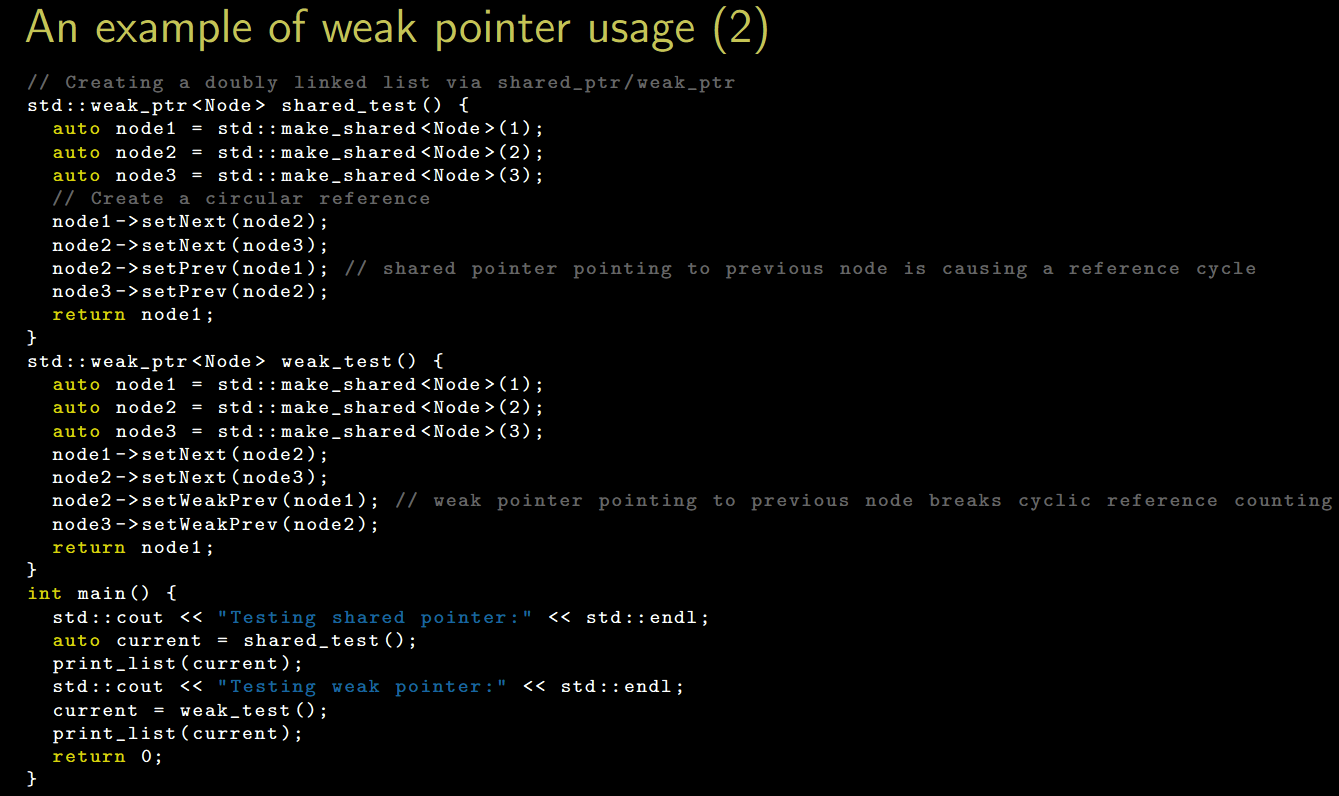 An example of weak pointer usage (2)
// Creating a doubly linked list via shared_ptr/weak_ptr
std::weak_ptr<Node> shared_test() {
  auto node1 = std::make_shared<Node>(1);
  auto node2 = std::make_shared<Node>(2);
  auto node3 = std::make_shared<Node>(3);
  // Create a circular reference
  node1->setNext(node2);
  node2->setNext(node3);
  node2->setPrev(node1); // shared pointer pointing to previous node is causing a reference cycle
  node3->setPrev(node2);
  return node1;
}
std::weak_ptr<Node> weak_test() {
  auto node1 = std::make_shared<Node>(1);
  auto node2 = std::make_shared<Node>(2);
  auto node3 = std::make_shared<Node>(3);
  node1->setNext(node2);
  node2->setNext(node3);
  node2->setWeakPrev(node1); // weak pointer pointing to previous node breaks cyclic reference counting
  node3->setWeakPrev(node2);
  return node1;
}
int main() {
  std::cout << "Testing shared pointer:" << std::endl;
  auto current = shared_test();
  print_list(current);
  std::cout << "Testing weak pointer:" << std::endl;
  current = weak_test();
  print_list(current);
  return 0;
}